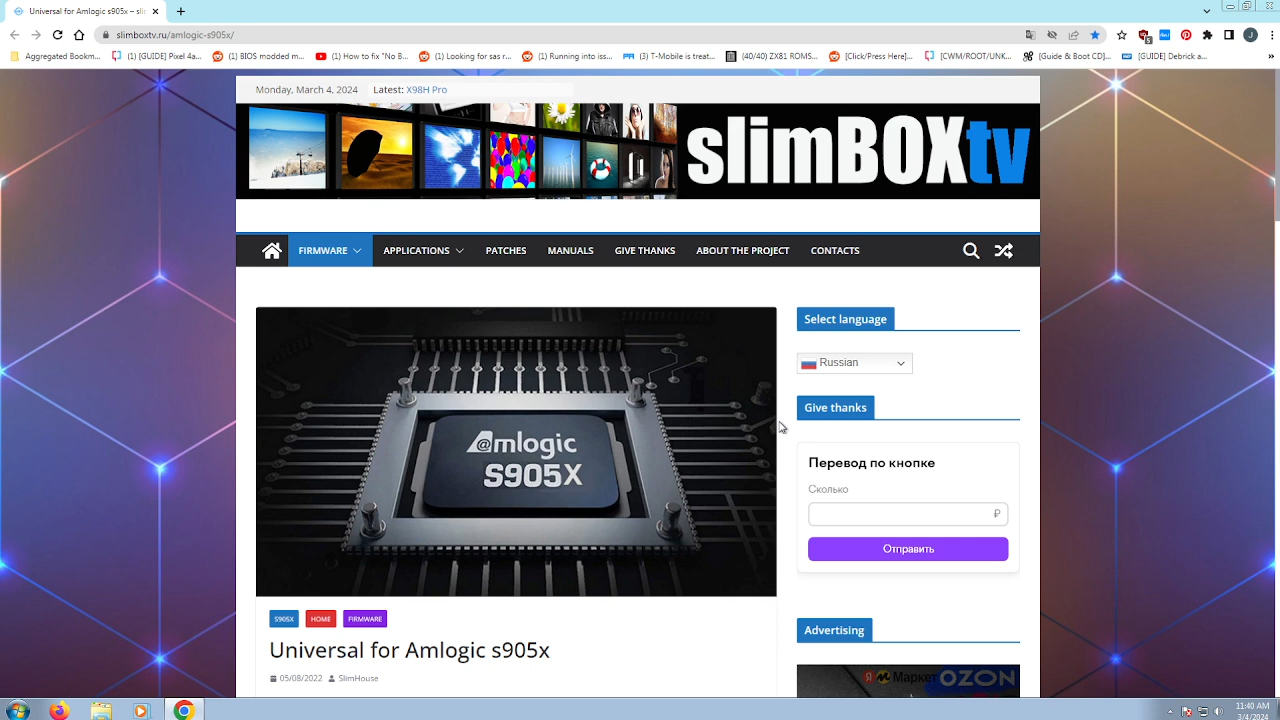 Universal для Amlogic s905x – sli
slimboxtv.ru/amlogic-s905x/
J
Aggregated Bookm...
(1) [GUIDE] Pixel 4a...
(1) BIOS modded m...
(1) How to fix "No B...
(1) Looking for sas r...
(1) Running into iss...
(3) T-Mobile is treat...
(40/40) ZX81 ROMS...
[Click/Press Here]...
[CWM/ROOT/UNK...
[Guide & Boot CD]...
[GUIDE] Debrick a...
»
Monday, March 4, 2024
Latest: X98H Pro
slimBOXtv
FIRMWARE
APPLICATIONS
PATCHES
MANUALS
GIVE THANKS
ABOUT THE PROJECT
CONTACTS
@mlogic
S905X
S905X
HOME
FIRMWARE
Universal for Amlogic s905x
05/08/2022
SlimHouse
Select language
Russian
Give thanks
Перевод по кнопке
Сколько
₽
Отправить
Advertising
Я М Маркет OZON
11:40 AM
3/4/2024